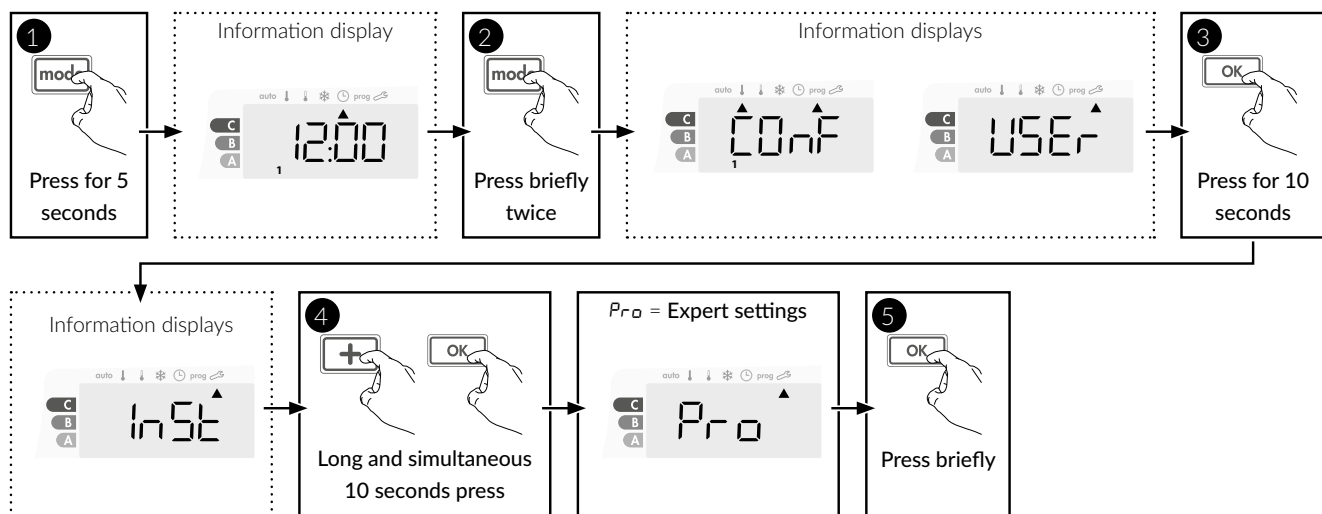 1
mode
Press for 5
seconds
Information display
auto prog
C
B
A
12:00
1
2
mode
Press briefly
twice
Information displays
auto prog
C
B
A
COnF
1
auto prog
C
B
A
USEr
3
OK
Press for 10
seconds
Information displays
auto prog
C
B
A
InSt
4
+
OK
Long and simultaneous
10 seconds press
Pro = Expert settings
auto prog
C
B
A
Pro
5
OK
Press briefly